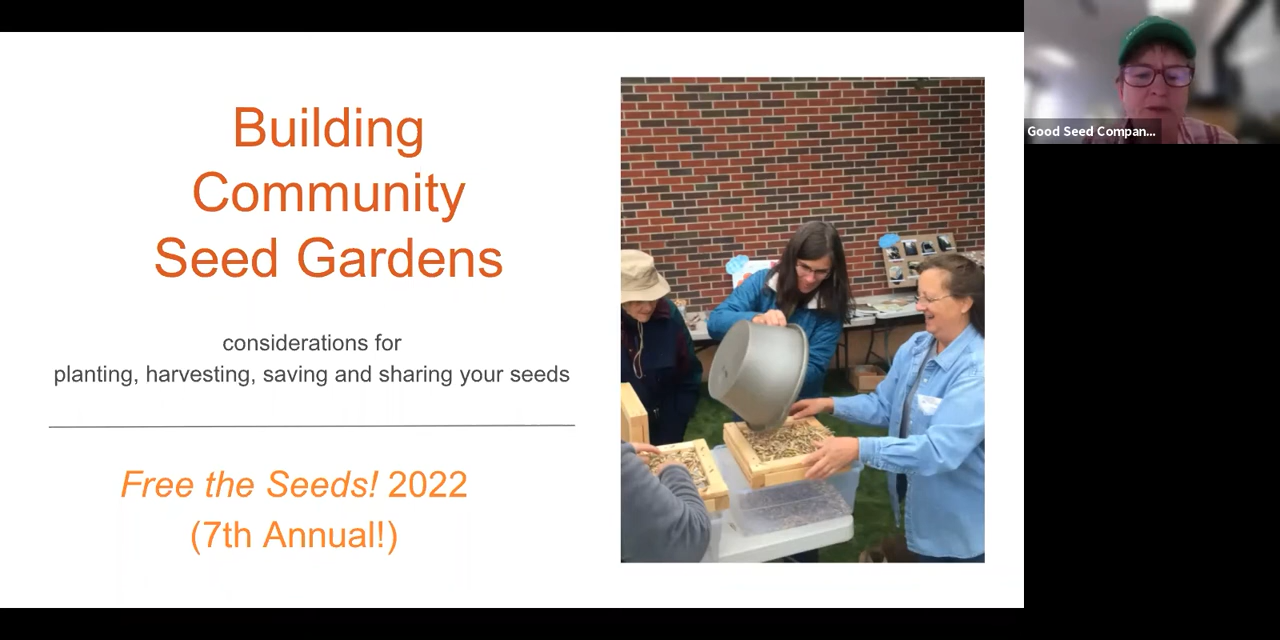 Building
Community
Seed Gardens
considerations for
planting, harvesting, saving and sharing your seeds
Free the Seeds! 2022
(7th Annual!)
Good Seed Compan...